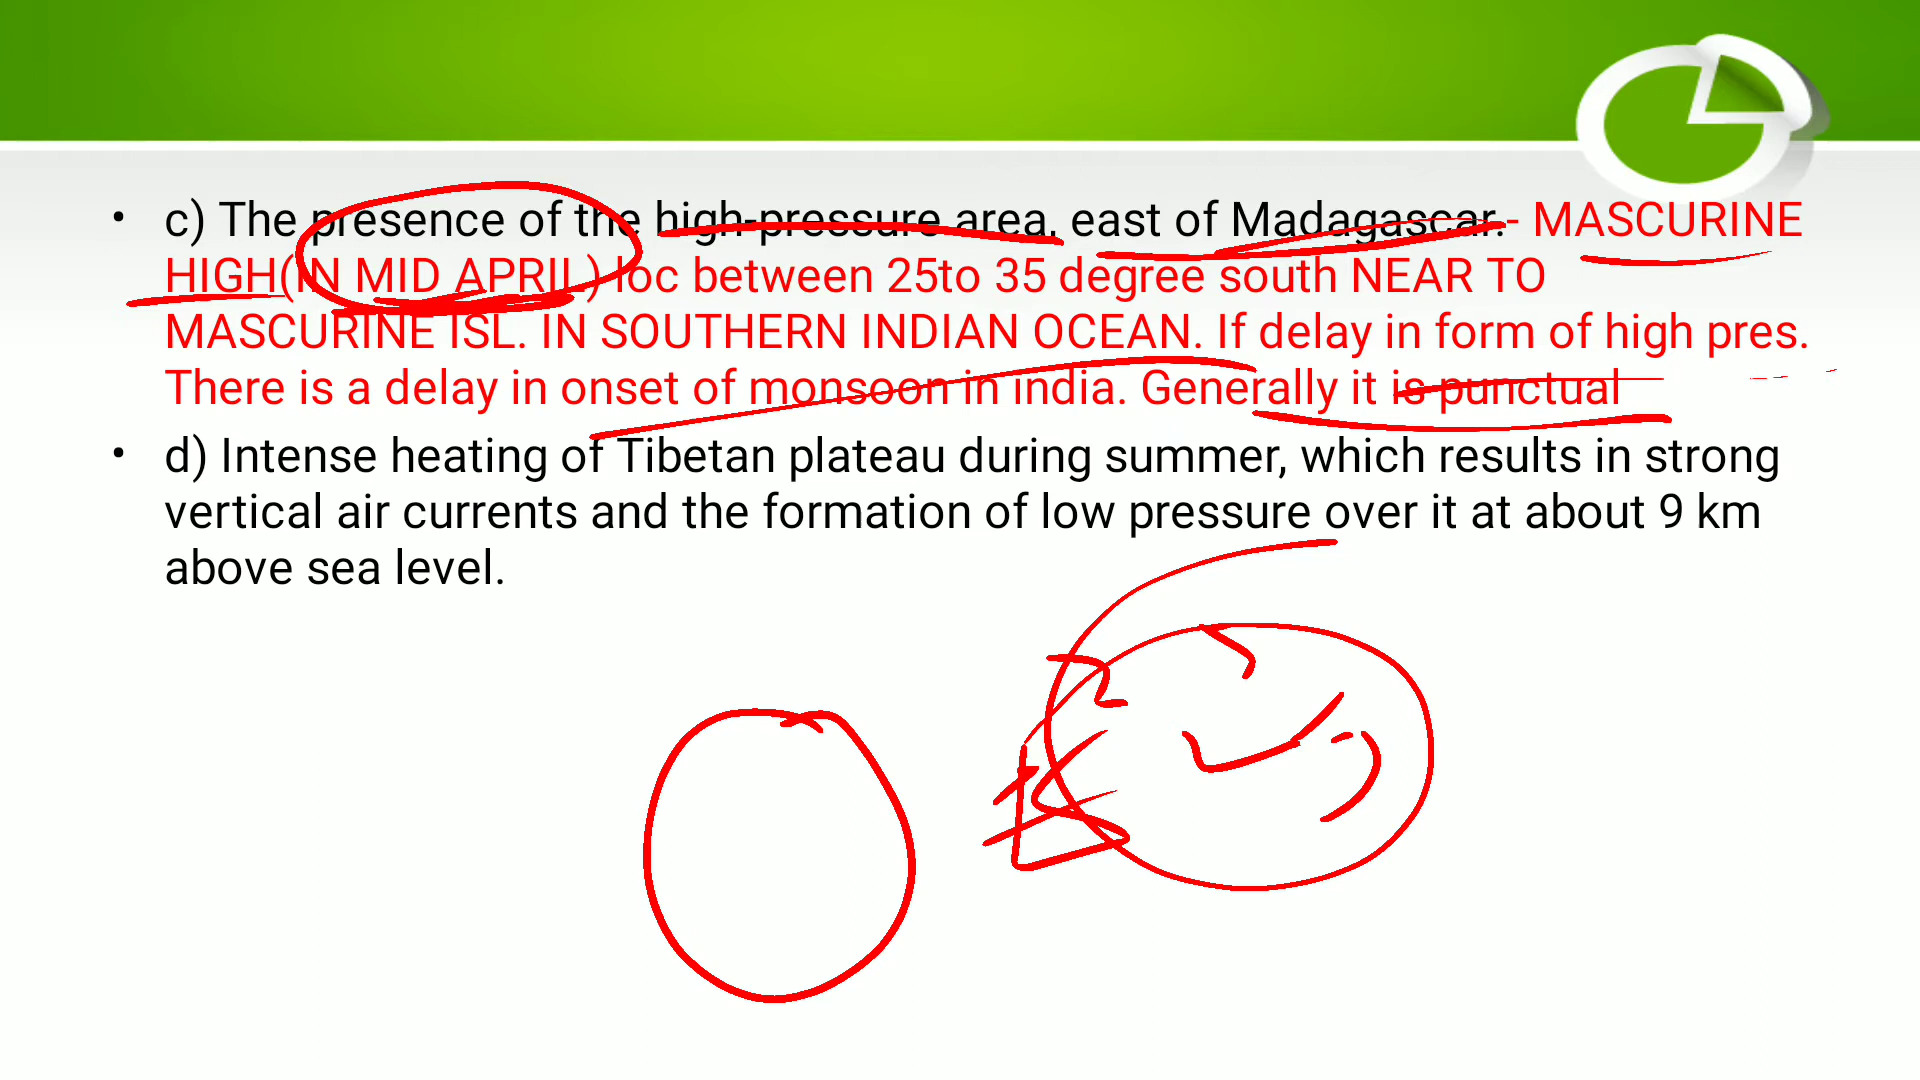 • c) The presence of the high-pressure area, east of Madagascar.- MASCURINE
HIGH(IN MID APRIL) loc between 25to 35 degree south NEAR TO
MASCURINE ISL. IN SOUTHERN INDIAN OCEAN. If delay in form of high pres.
There is a delay in onset of monsoon in india. Generally it is punctual
• d) Intense heating of Tibetan plateau during summer, which results in strong
vertical air currents and the formation of low pressure over it at about 9 km
above sea level.